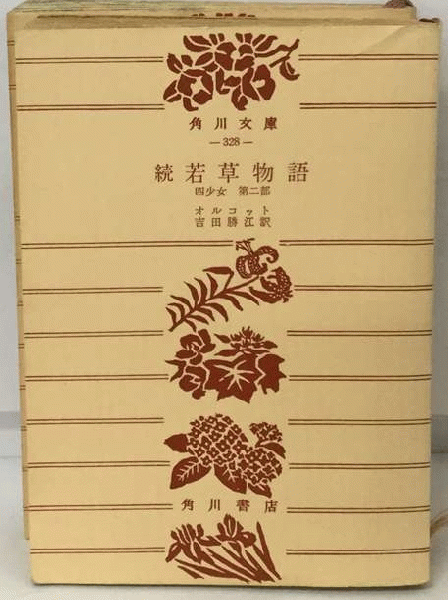 角川文庫
—328—
続若草物語
四少女 第二部
オルコット
吉田勝江訳
角川書店